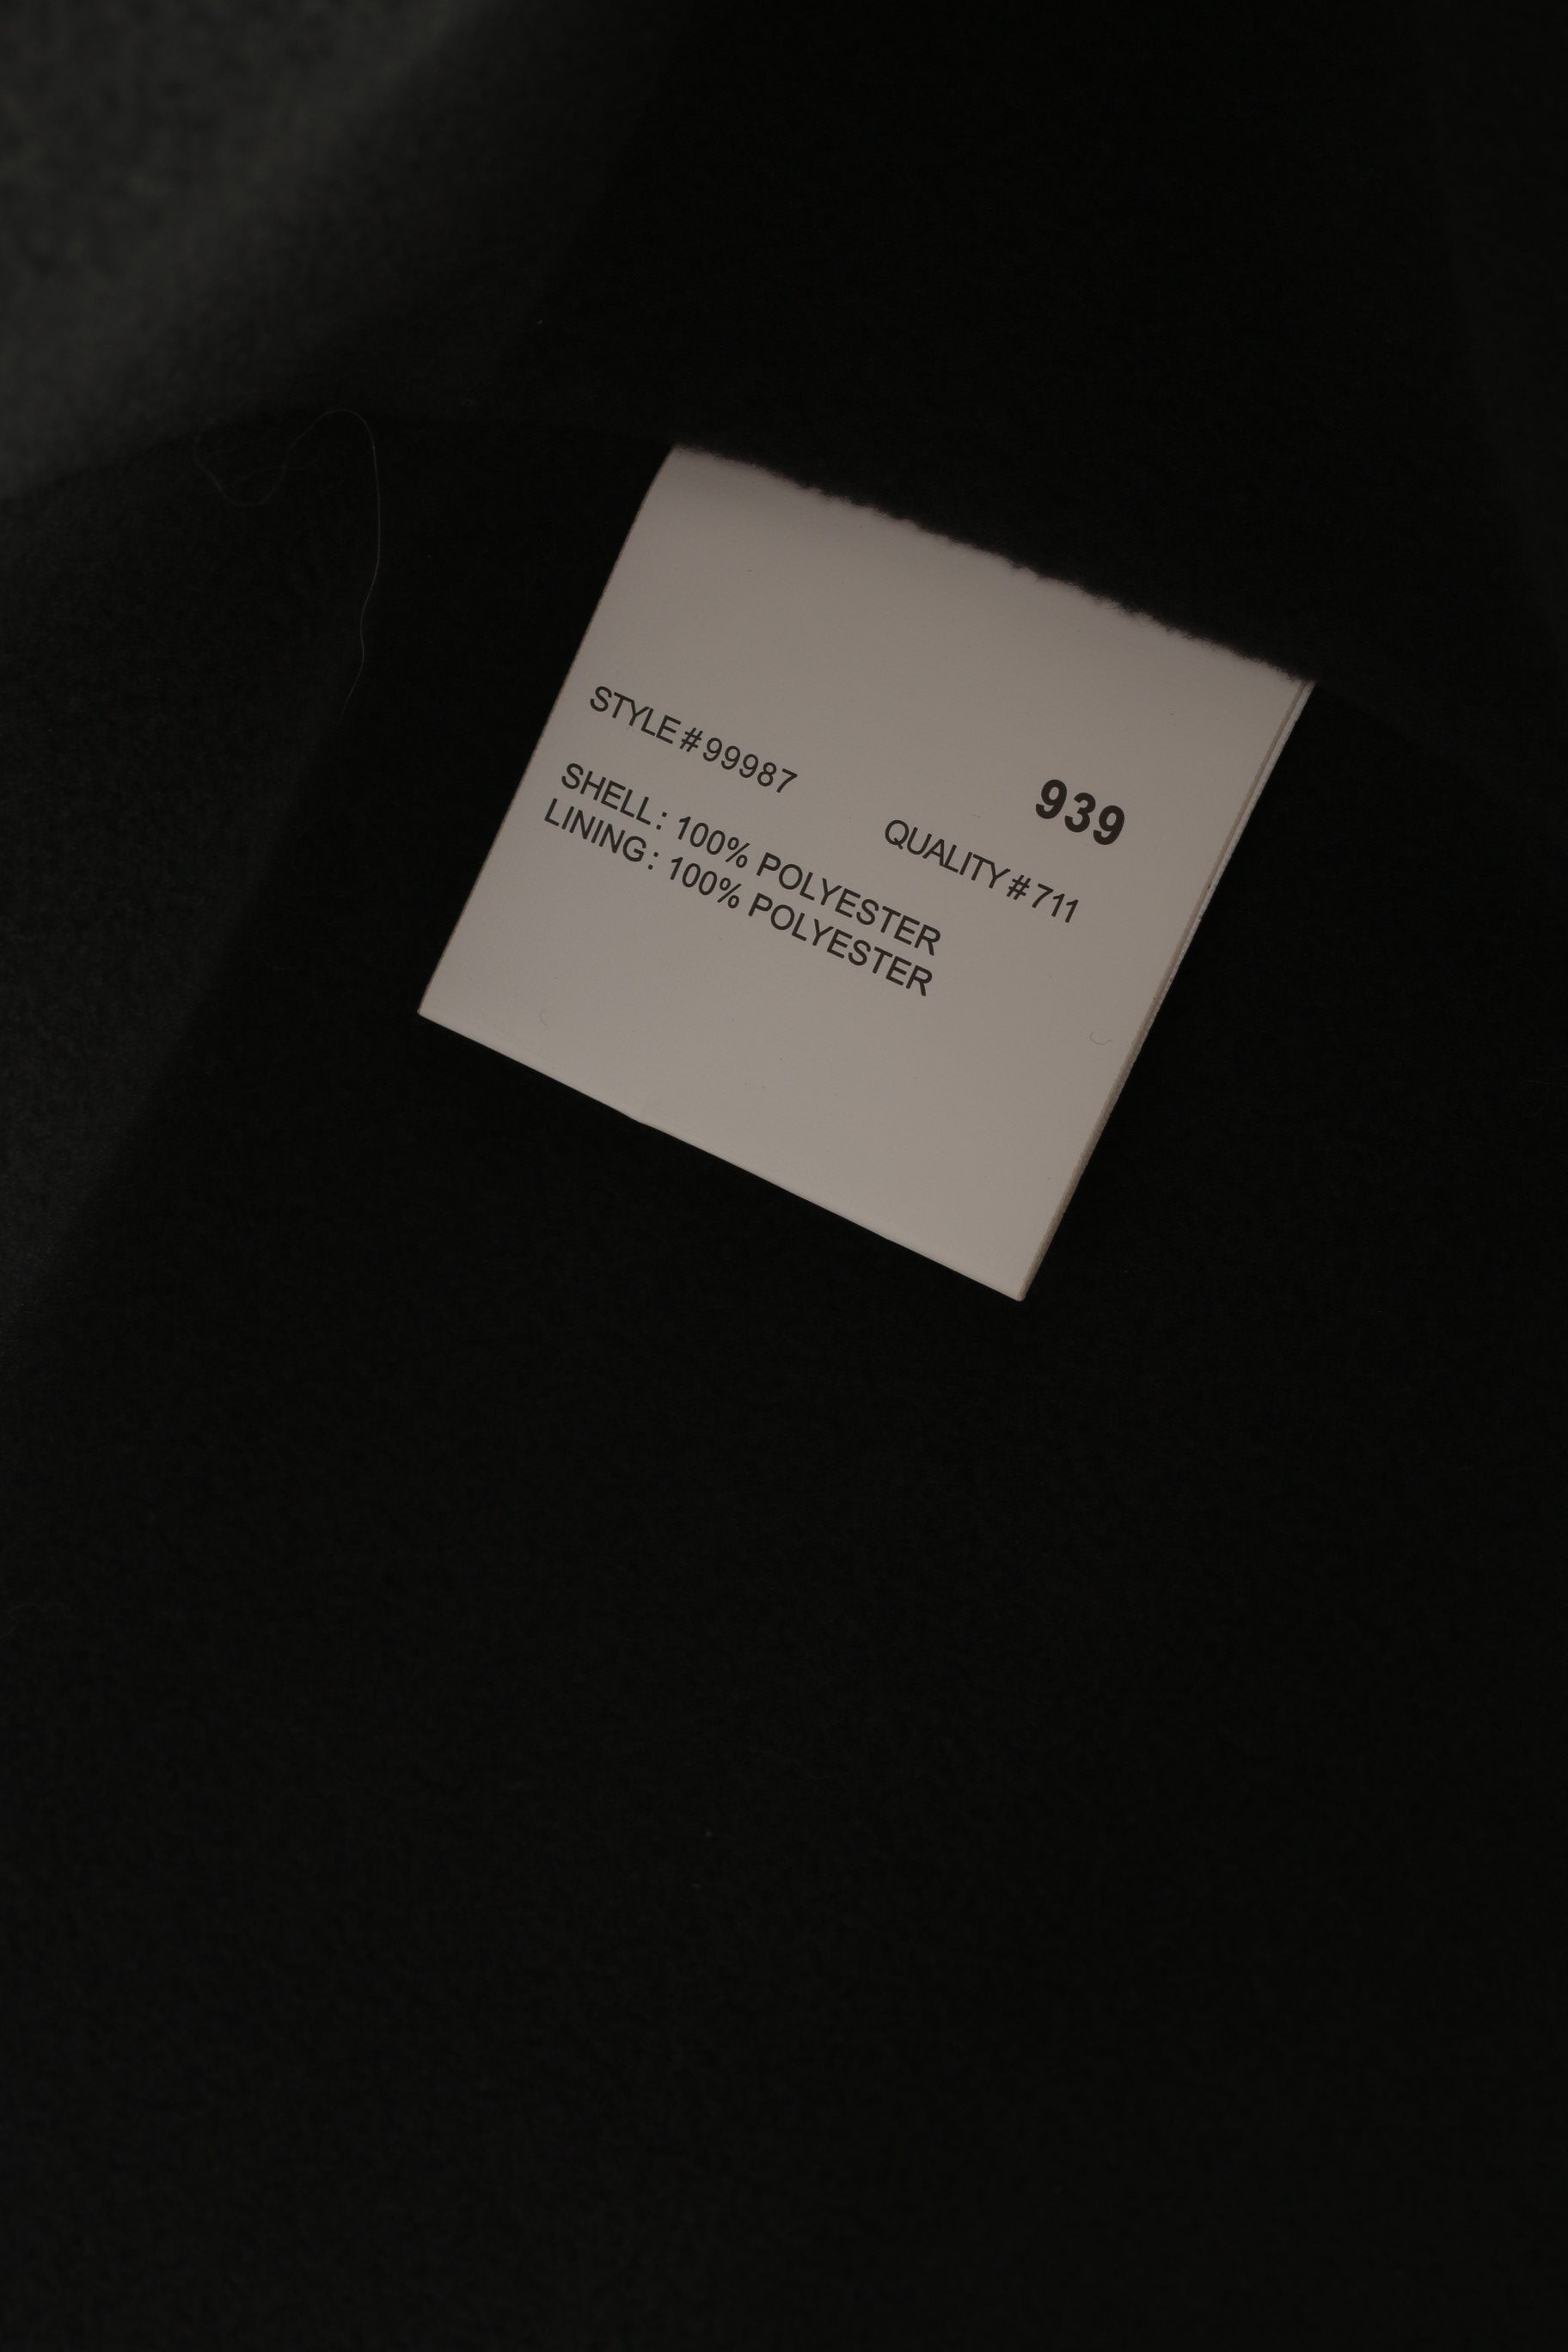 939
STYLE#99987 QUALITY#711
SHELL: 100% POLYESTER
LINING: 100% POLYESTER